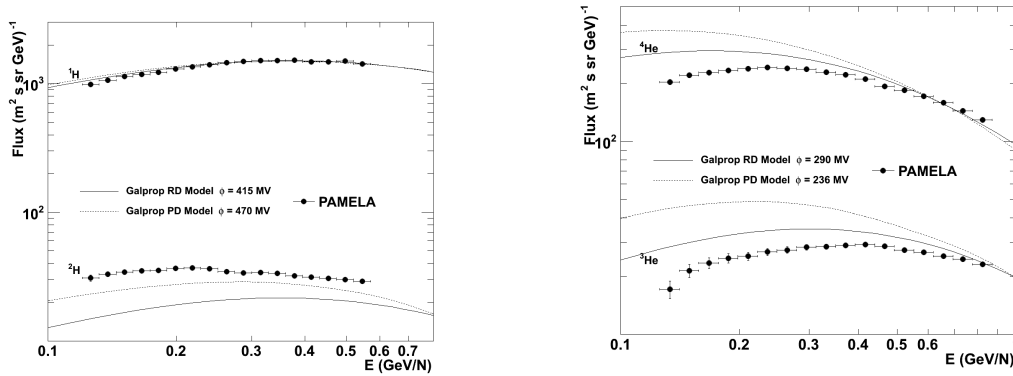 Flux (m² s sr GeV)⁻¹
10³
10²
¹H
Galprop RD Model ϕ = 415 MV
Galprop PD Model ϕ = 470 MV
PAMELA
²H
0.1 0.2 0.3 0.4 0.5 0.6 0.7
E (GeV/N)
Flux (m² s sr GeV)⁻¹
10²
⁴He
Galprop RD Model ϕ = 290 MV
Galprop PD Model ϕ = 236 MV
PAMELA
³He
0.1 0.2 0.3 0.4 0.5 0.6 0.7
E (GeV/N)